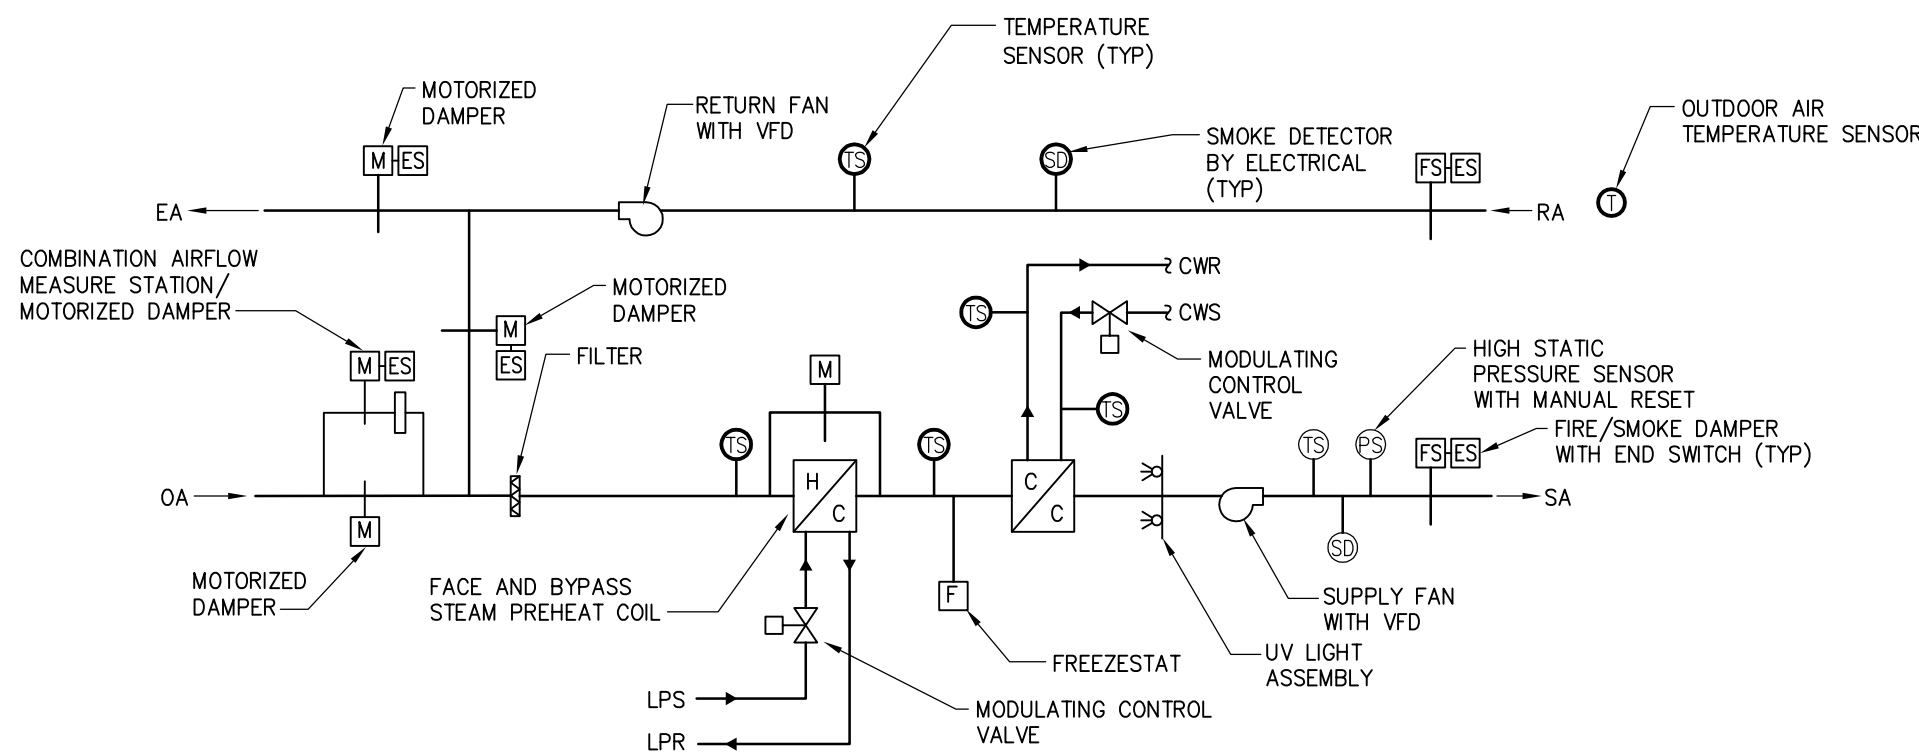 TEMPERATURE
SENSOR (TYP)
MOTORIZED
DAMPER
RETURN FAN
WITH VFD
SMOKE DETECTOR
BY ELECTRICAL
(TYP)
OUTDOOR AIR
TEMPERATURE SENSOR
M ES
TS
SD
FS ES
T
EA
RA
COMBINATION AIRFLOW
MEASURE STATION/
MOTORIZED DAMPER
MOTORIZED
DAMPER
M
ES
FILTER
M ES
TS
CWR
CWS
MODULATING
CONTROL
VALVE
TS
HIGH STATIC
PRESSURE SENSOR
WITH MANUAL RESET
FIRE/SMOKE DAMPER
WITH END SWITCH (TYP)
M
TS
TS
TS
PS
FS ES
OA
H
C
C
C
SA
M
SD
MOTORIZED
DAMPER
FACE AND BYPASS
STEAM PREHEAT COIL
F
SUPPLY FAN
WITH VFD
FREEZESTAT
UV LIGHT
ASSEMBLY
LPS
LPR
MODULATING CONTROL
VALVE